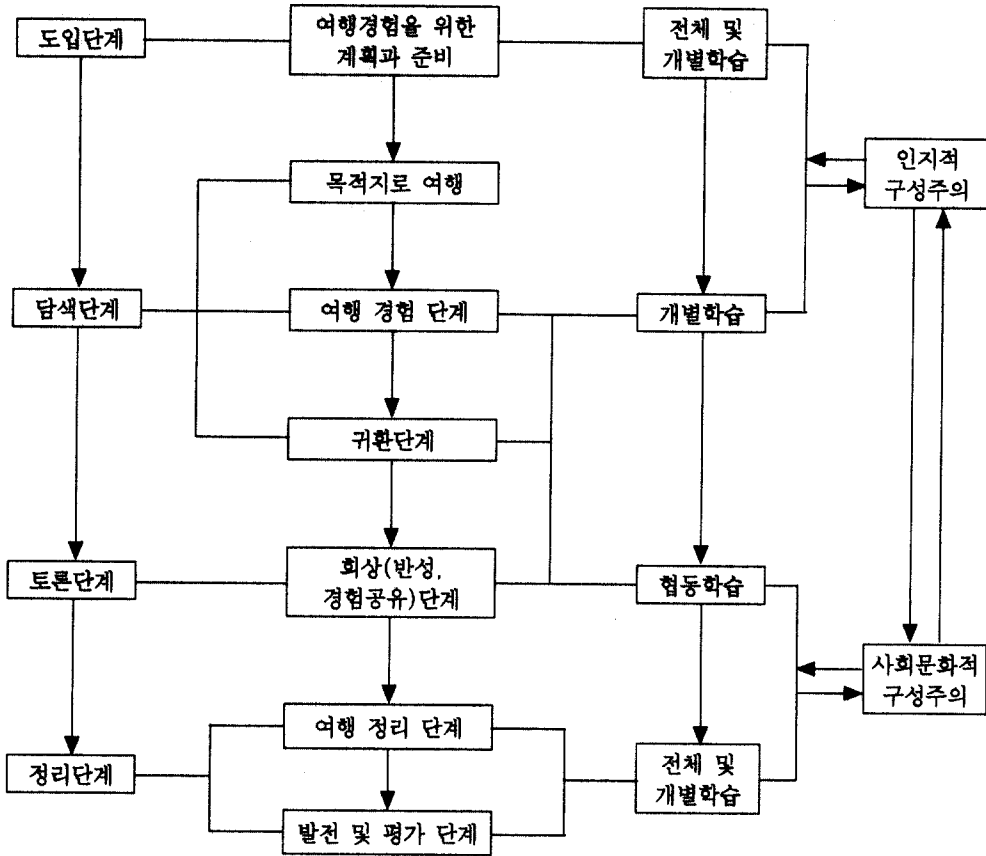 도입단계
여행경험을 위한
계획과 준비
전체 및
개별학습
인지적
구성주의
목적지로 여행
탐색단계
여행 경험 단계
개별학습
귀환단계
토론단계
회상(반성,
경험공유)단계
협동학습
사회문화적
구성주의
여행 정리 단계
정리단계
전체 및
개별학습
발전 및 평가 단계